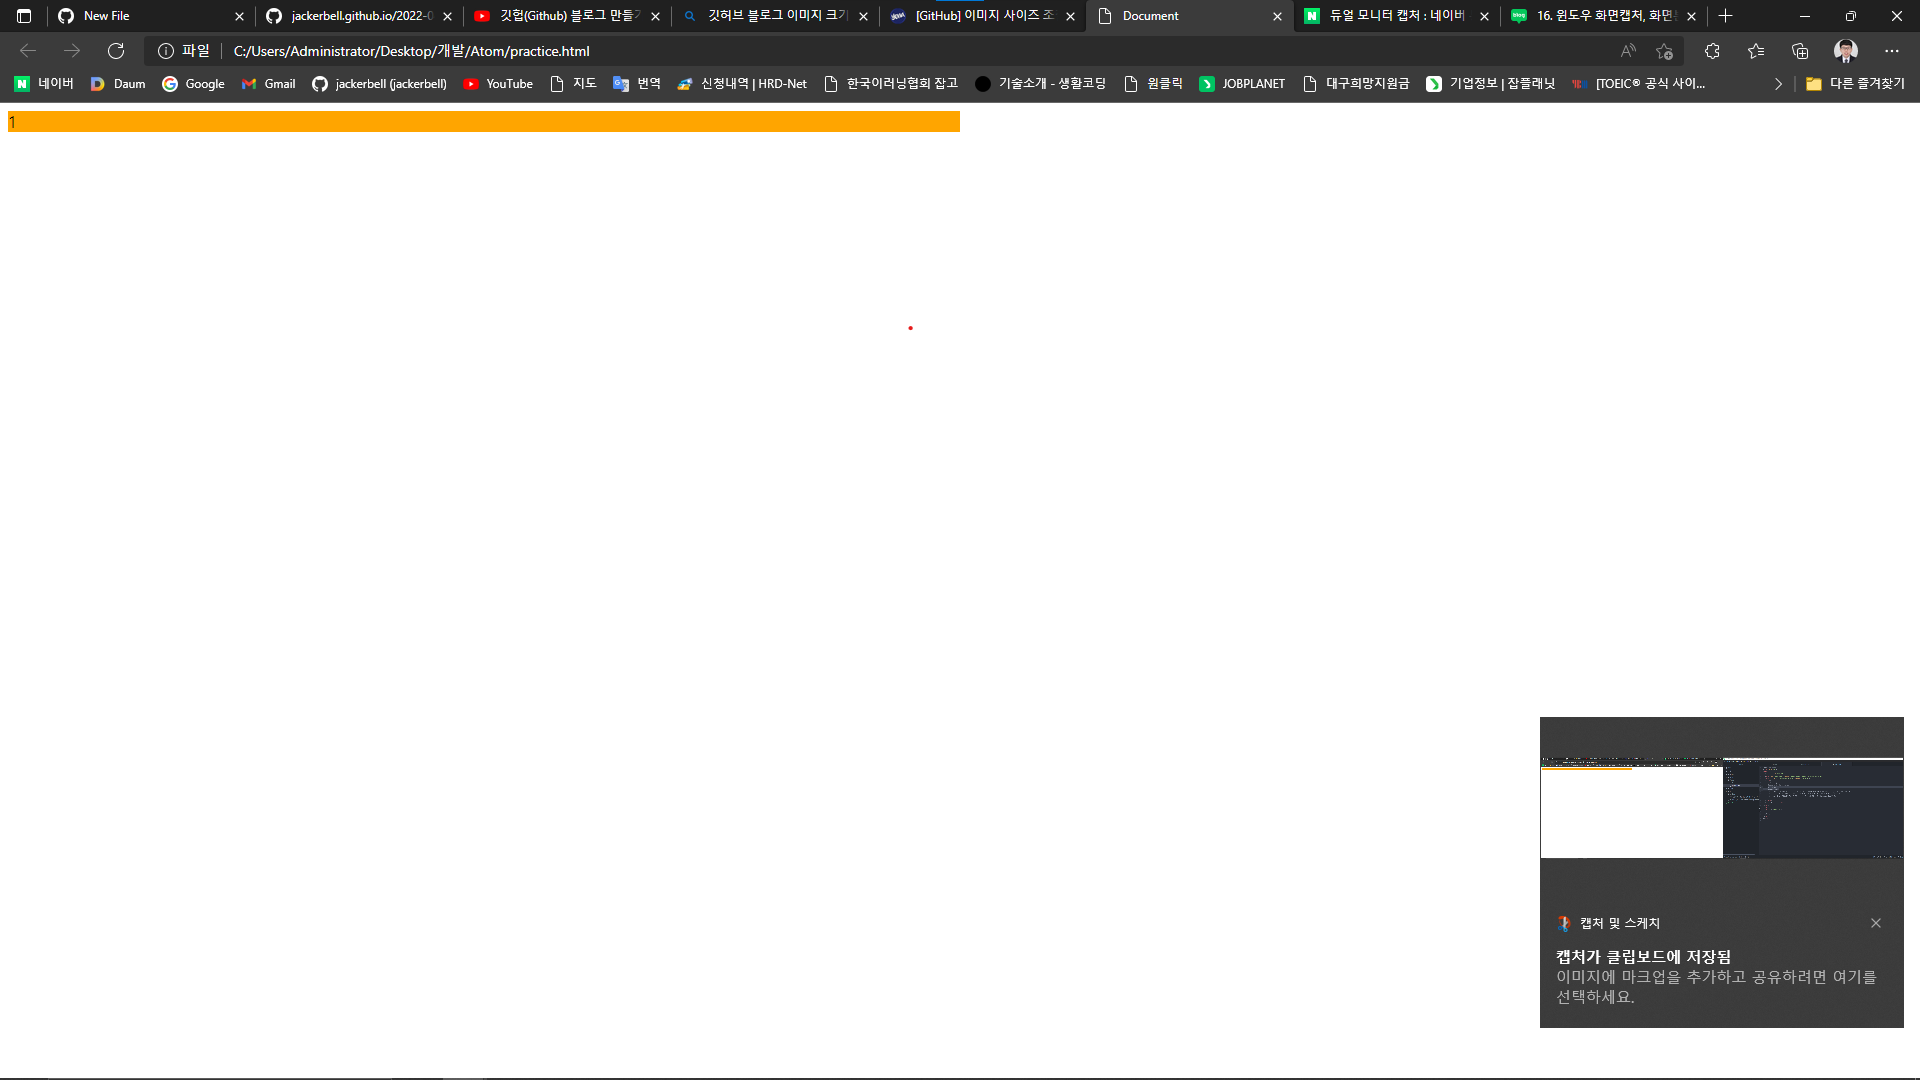 New File
jackerbell.github.io/2022-0
깃헙(Github) 블로그 만들기
깃허브 블로그 이미지 크기
[GitHub] 이미지 사이즈 조
Document
듀얼 모니터 캡처 : 네이버
16. 윈도우 화면캡처, 화면
파일
C:/Users/Administrator/Desktop/개발/Atom/practice.html
네이버
Daum
Google
Gmail
jackerbell (jackerbell)
YouTube
지도
번역
신청내역 | HRD-Net
한국이러닝협회 잡고
기술소개 - 생활코딩
원클릭
JOBPLANET
대구희망지원금
기업정보 | 잡플래닛
[TOEIC® 공식 사이...
다른 즐겨찾기
1
캡처 및 스케치
캡처가 클립보드에 저장됨
이미지에 마크업을 추가하고 공유하려면 여기를
선택하세요.